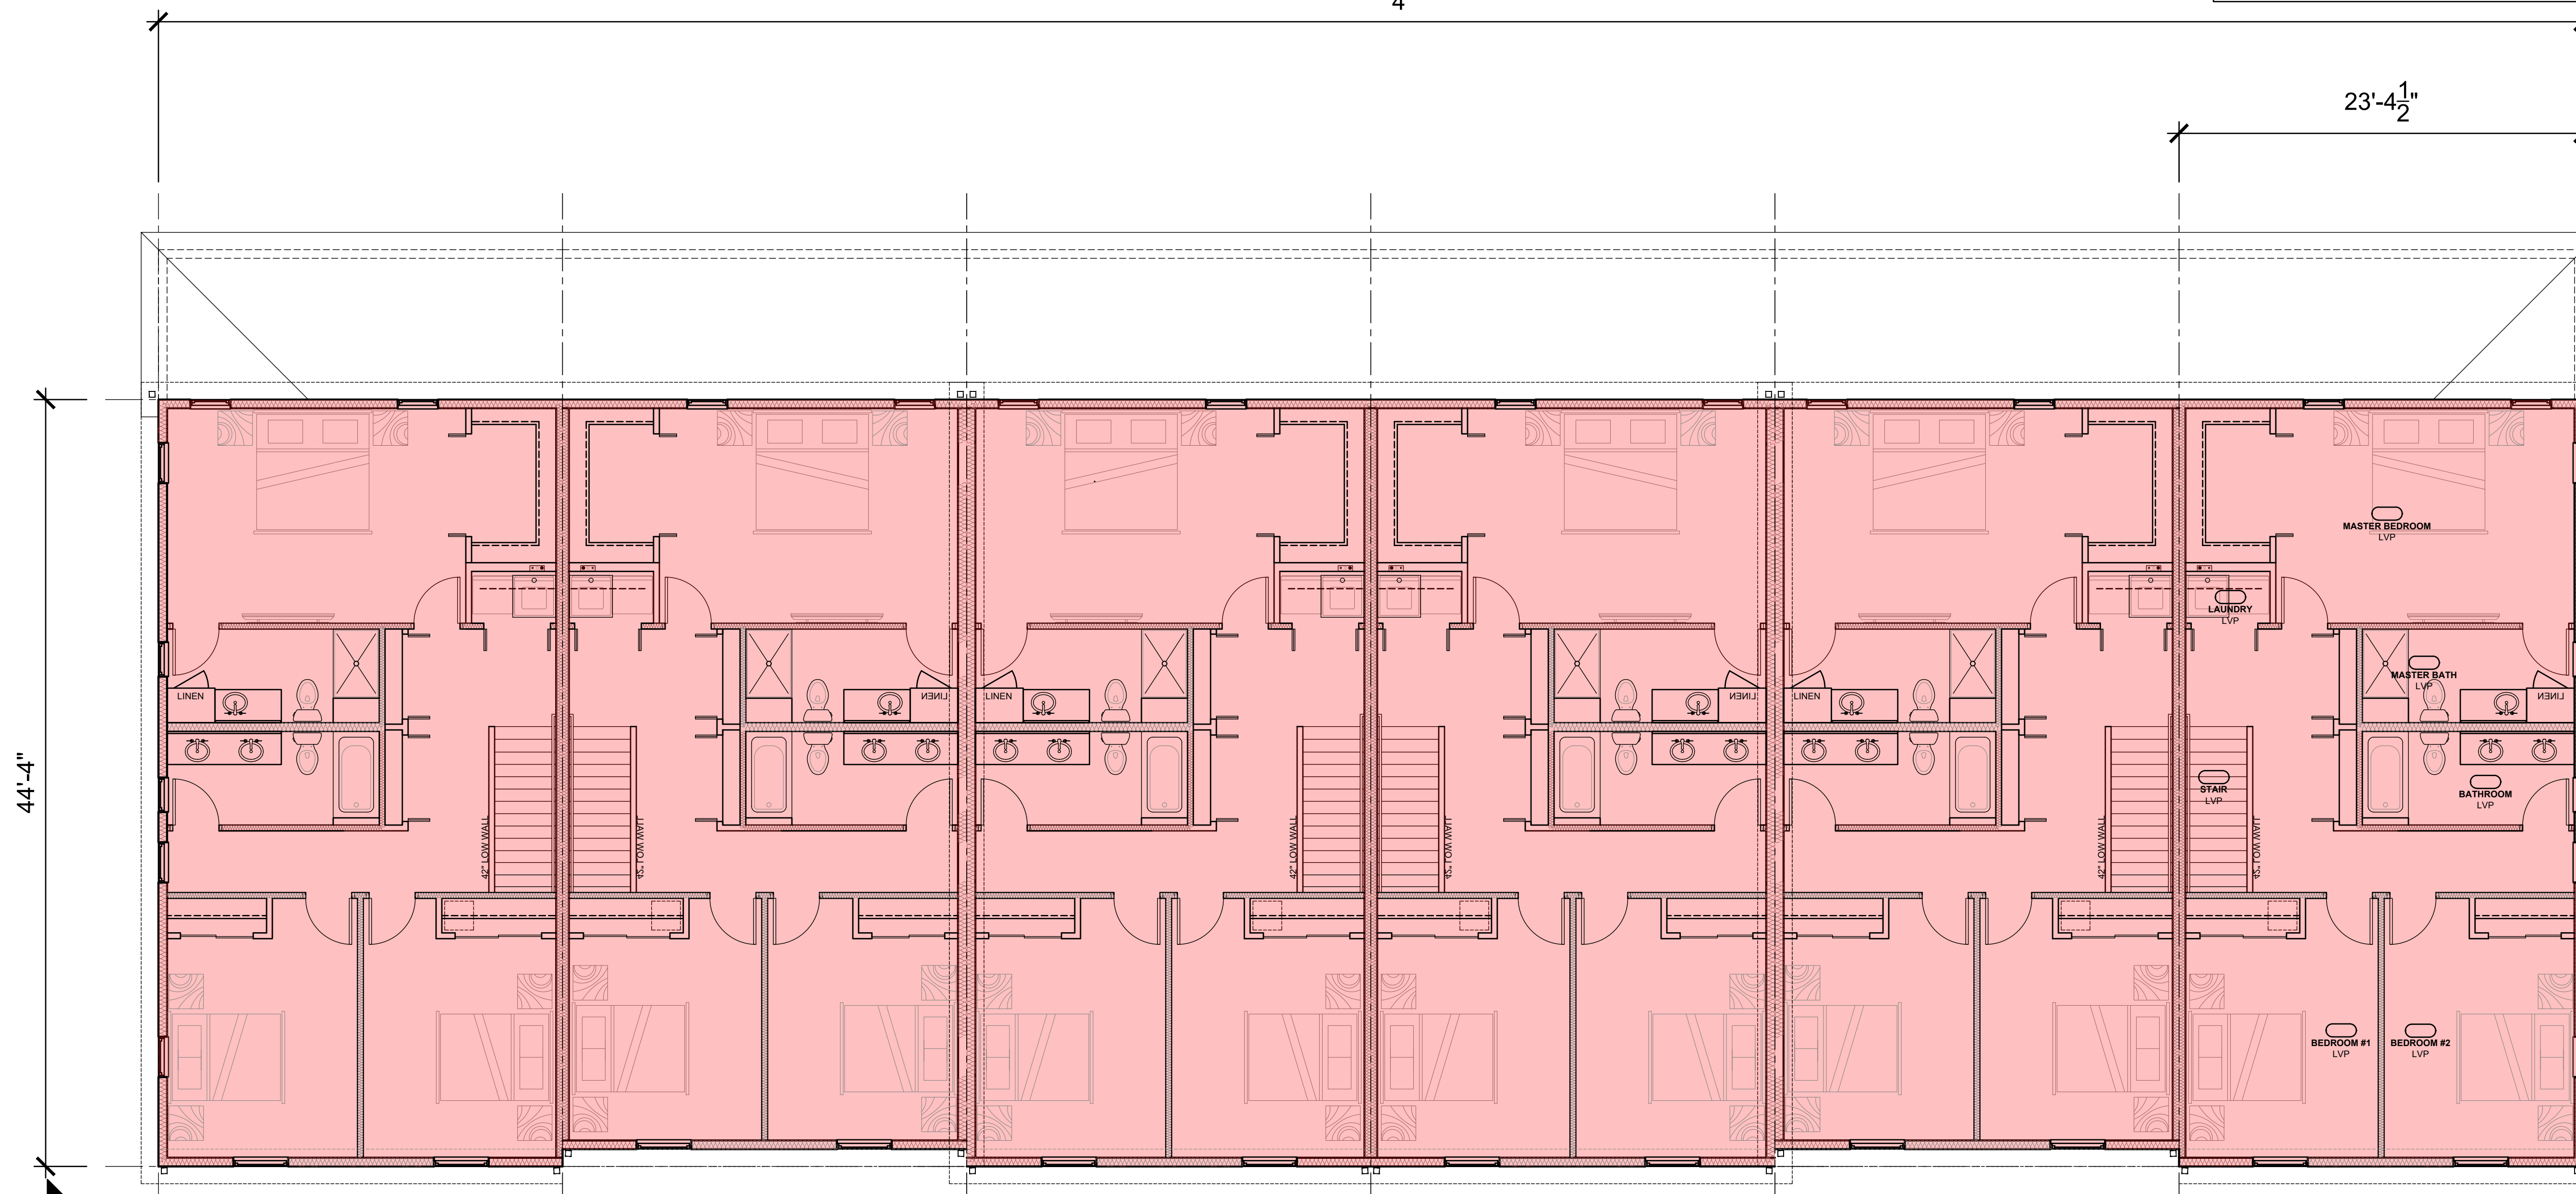 4
23'-4 1/2"
44'-4"
MASTER BEDROOM
LVP
LAUNDRY
LVP
LINEN
LINEN
LINEN
LINEN
LINEN
LINEN
MASTER BATH
LVP
STAIR
LVP
BATHROOM
LVP
42" LOW WALL
42" LOW WALL
42" LOW WALL
42" LOW WALL
42" LOW WALL
42" LOW WALL
BEDROOM #1
LVP
BEDROOM #2
LVP